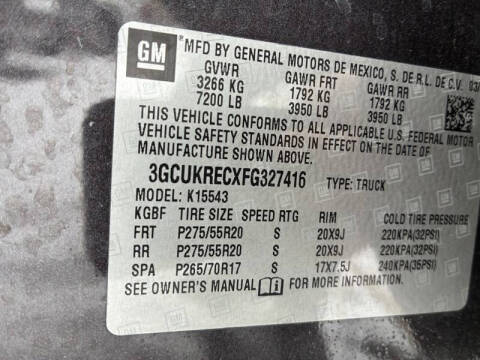 GM
MFD BY GENERAL MOTORS DE MEXICO, S. DE R.L. DE C.V.
GVWR GAWR FRT GAWR RR
3266 KG 1792 KG 1792 KG
7200 LB 3950 LB 3950 LB
THIS VEHICLE CONFORMS TO ALL APPLICABLE U.S. FEDERAL MOTOR
VEHICLE SAFETY STANDARDS IN EFFECT ON THE DATE OF
MANUFACTURE SHOWN ABOVE.
3GCUKRECXFG327416 TYPE: TRUCK
MODEL: K15543
KGBF TIRE SIZE SPEED RTG RIM COLD TIRE PRESSURE
FRT P275/55R20 S 20X9J 220KPA(32PSI)
RR P275/55R20 S 20X9J 220KPA(32PSI)
SPA P265/70R17 S 17X7.5J 240KPA(35PSI)
SEE OWNER'S MANUAL FOR MORE INFORMATION.